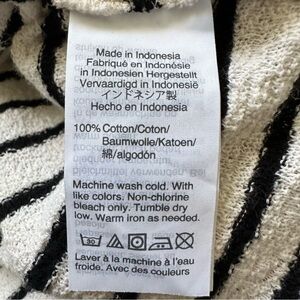 Made in Indonesia
Fabriqué en Indonésie
in Indonesien Hergestellt
Vervaardigd in Indonesië
インドネシア製
Hecho en Indonesia
100% Cotton/Coton/
Baumwolle/Katoen/
綿/algodón
Machine wash cold. With
like colors. Non-chlorine
bleach only. Tumble dry
low. Warm iron as needed.
30
Laver à la machine à l'eau
froide. Avec des couleurs